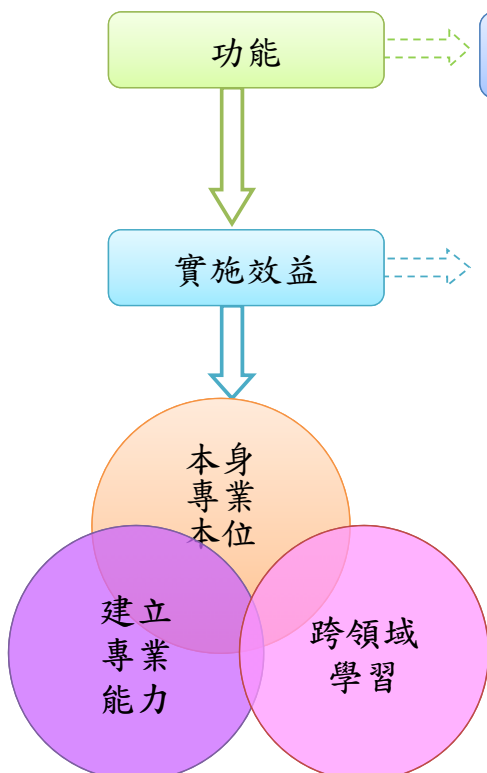 功能
實施效益
本身
專業
本位
建立
專業
能力
跨領域
學習